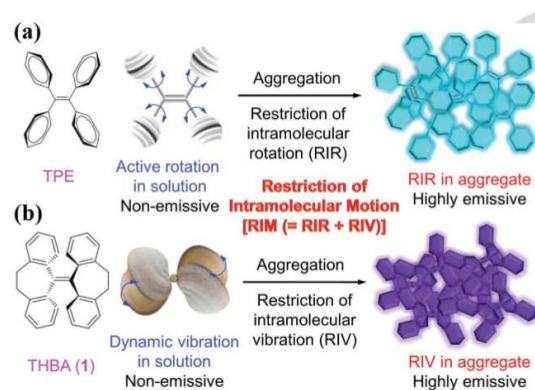 (a)
TPE
Active rotation
in solution
Non-emissive
Aggregation
Restriction of
intramolecular
rotation (RIR)
RIR in aggregate
Highly emissive
Restriction of
Intramolecular Motion
[RIM (= RIR + RIV)]
(b)
THBA (1)
Dynamic vibration
in solution
Non-emissive
Aggregation
Restriction of
intramolecular
vibration (RIV)
RIV in aggregate
Highly emissive